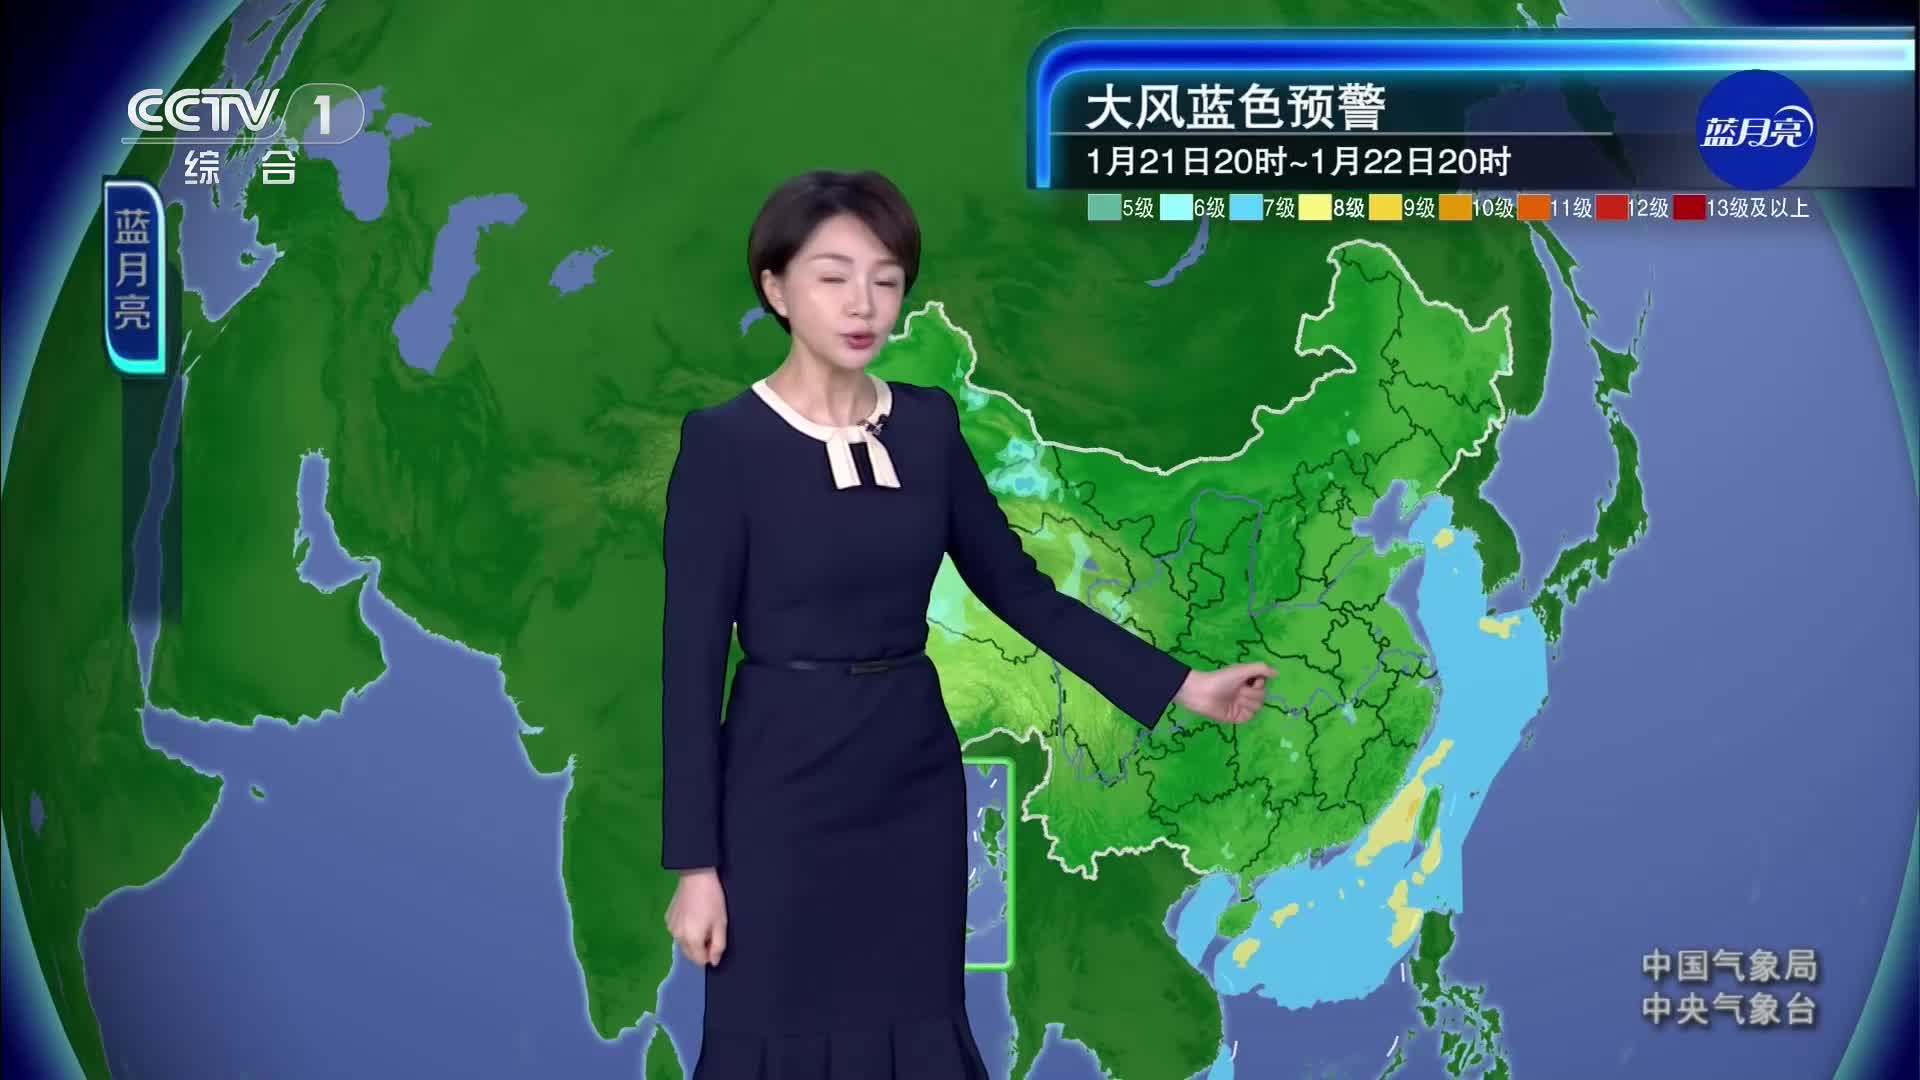 CCTV 1
综 合
蓝月亮
大风蓝色预警
1月21日20时~1月22日20时
蓝月亮
5级 6级 7级 8级 9级 10级 11级 12级 13级及以上
中国气象局
中央气象台